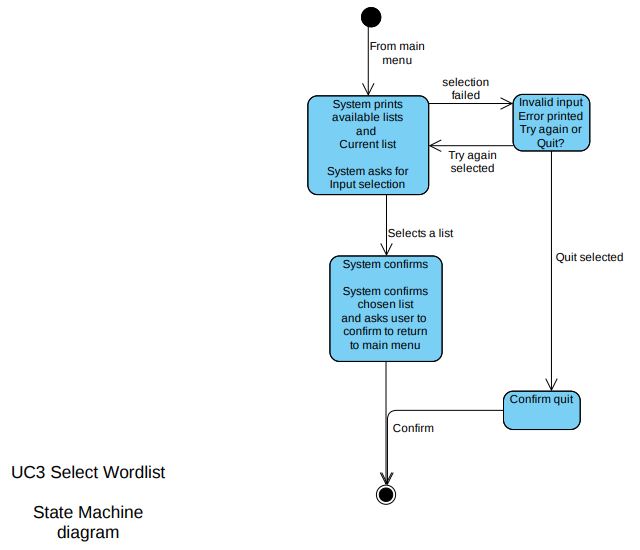 From main
menu
selection
failed
System prints
available lists
and
Current list
System asks for
Input selection
Invalid input
Error printed
Try again or
Quit?
Try again
selected
Selects a list
Quit selected
System confirms
System confirms
chosen list
and asks user to
confirm to return
to main menu
Confirm quit
Confirm
UC3 Select Wordlist
State Machine
diagram